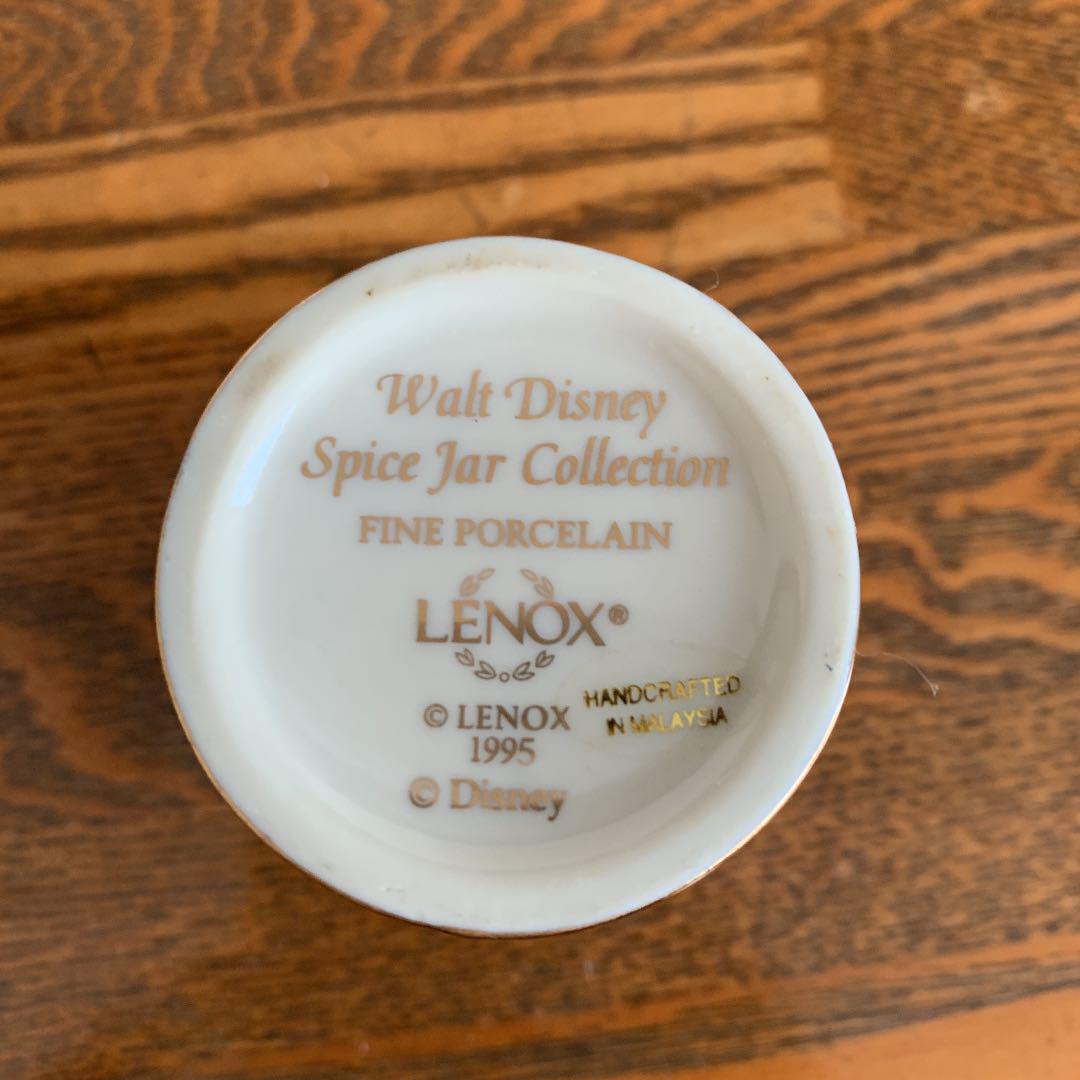 Walt Disney
Spice Jar Collection
FINE PORCELAIN
LENOX®
© LENOX
1995
© Disney
HANDCRAFTED
IN MALAYSIA